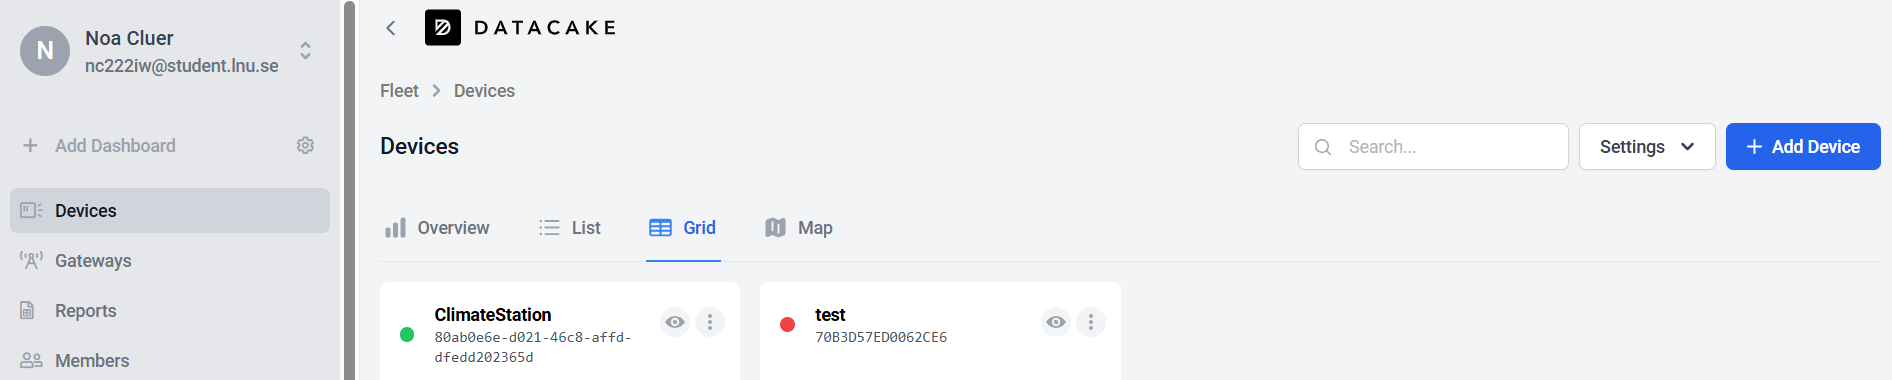 N
Noa Cluer
nc222iw@student.lnu.se
Add Dashboard
Devices
Gateways
Reports
Members
DATACAKE
Fleet > Devices
Devices
Search...
Settings
+ Add Device
Overview
List
Grid
Map
ClimateStation
80ab0e6e-d021-46c8-affd-
dfedd202365d
test
70B3D57ED0062CE6